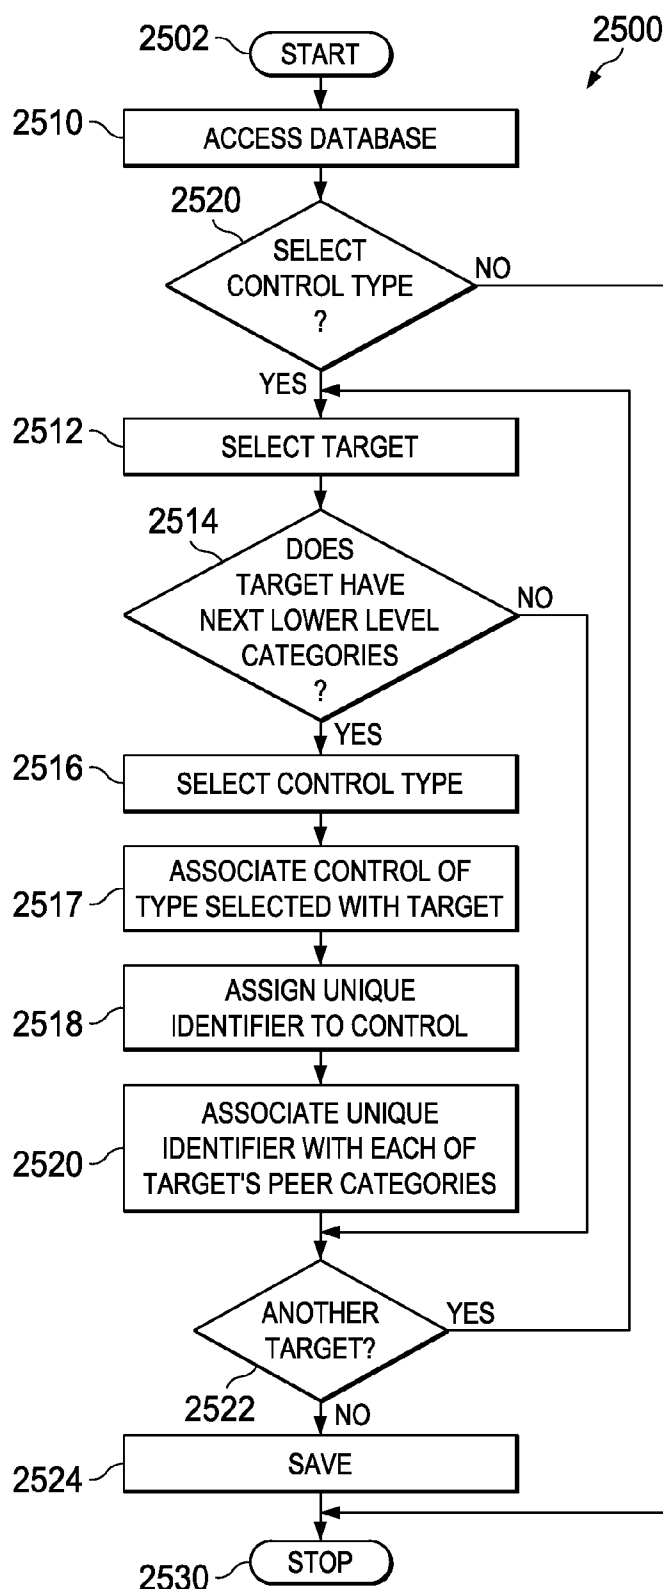 2502
START
2500
2510
ACCESS DATABASE
2520
SELECT
CONTROL TYPE
?
NO
YES
2512
SELECT TARGET
2514
DOES
TARGET HAVE
NEXT LOWER LEVEL
CATEGORIES
?
NO
YES
2516
SELECT CONTROL TYPE
2517
ASSOCIATE CONTROL OF
TYPE SELECTED WITH TARGET
2518
ASSIGN UNIQUE
IDENTIFIER TO CONTROL
2520
ASSOCIATE UNIQUE
IDENTIFIER WITH EACH OF
TARGET'S PEER CATEGORIES
ANOTHER
TARGET?
YES
2522
NO
2524
SAVE
2530
STOP